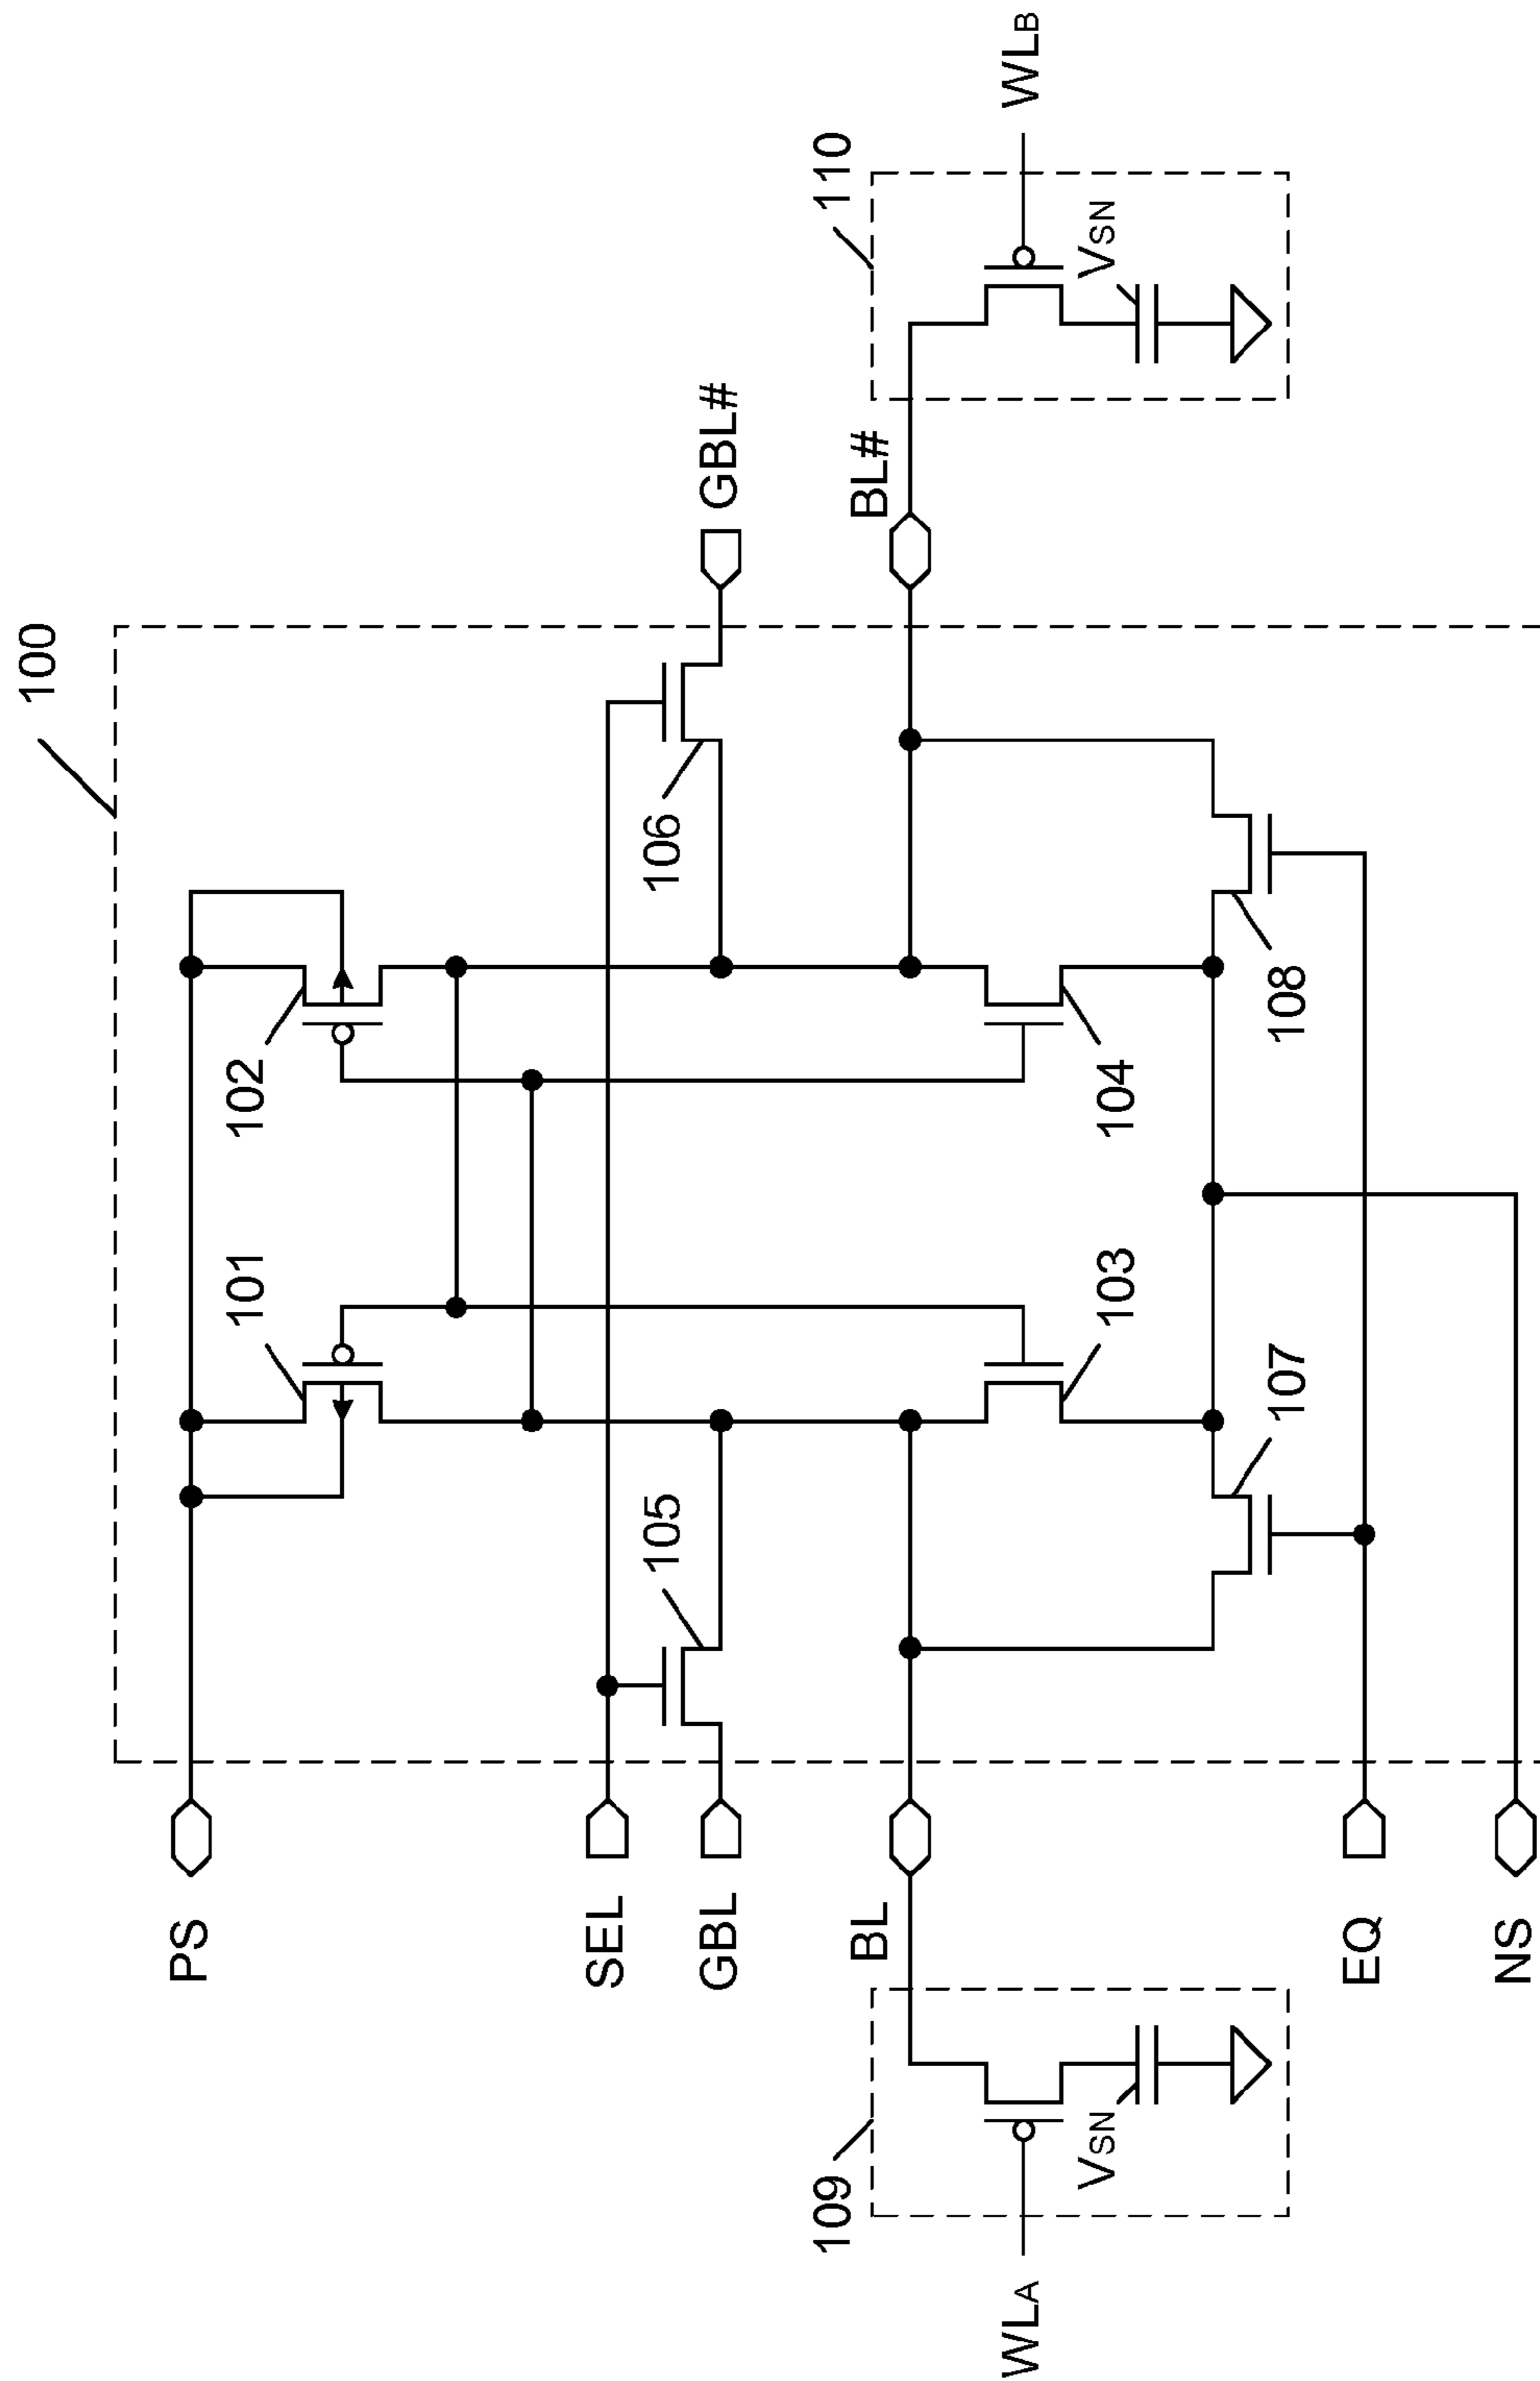 100
PS
101
102
SEL
GBL
105
106
GBL#
109
110
BL
BL#
WLA
VSN
103
104
VSN
WLB
107
108
EQ
NS